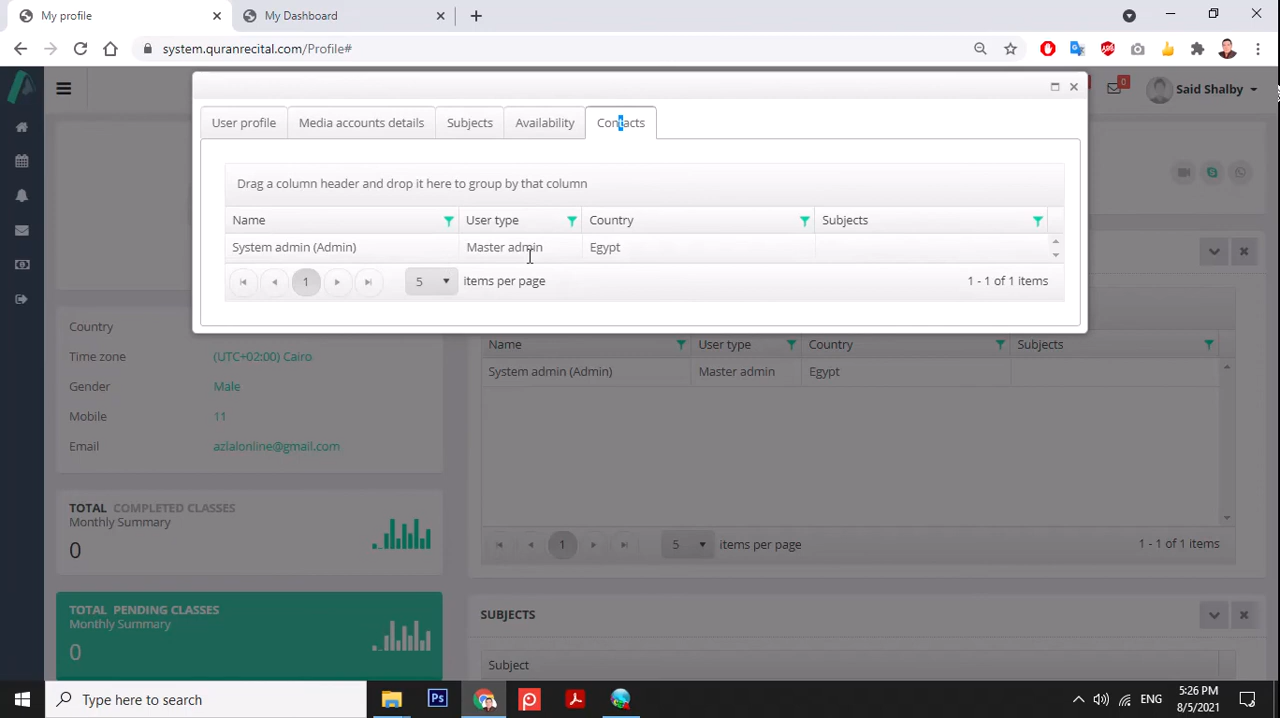 My profile
My Dashboard
system.quranrecital.com/Profile#
0
Said Shalby
User profile
Media accounts details
Subjects
Availability
Contacts
Drag a column header and drop it here to group by that column
Name
User type
Country
Subjects
System admin (Admin)
Master admin
Egypt
1
5
items per page
1 - 1 of 1 items
Country
Time zone
(UTC+02:00) Cairo
Gender
Male
Mobile
11
Email
azlalonline@gmail.com
TOTAL COMPLETED CLASSES
Monthly Summary
0
TOTAL PENDING CLASSES
Monthly Summary
0
Name
User type
Country
Subjects
System admin (Admin)
Master admin
Egypt
1
5
items per page
1 - 1 of 1 items
SUBJECTS
Subject
Type here to search
Ps
ENG
5:26 PM
8/5/2021